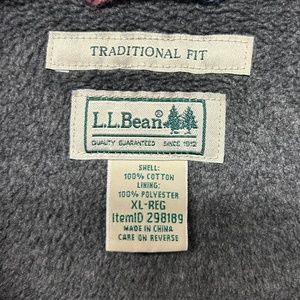 TRADITIONAL FIT
L.L.Bean®
QUALITY GUARANTEED SINCE 1912
SHELL:
100% COTTON
LINING:
100% POLYESTER
XL-REG
ItemID 298189
MADE IN CHINA
CARE ON REVERSE